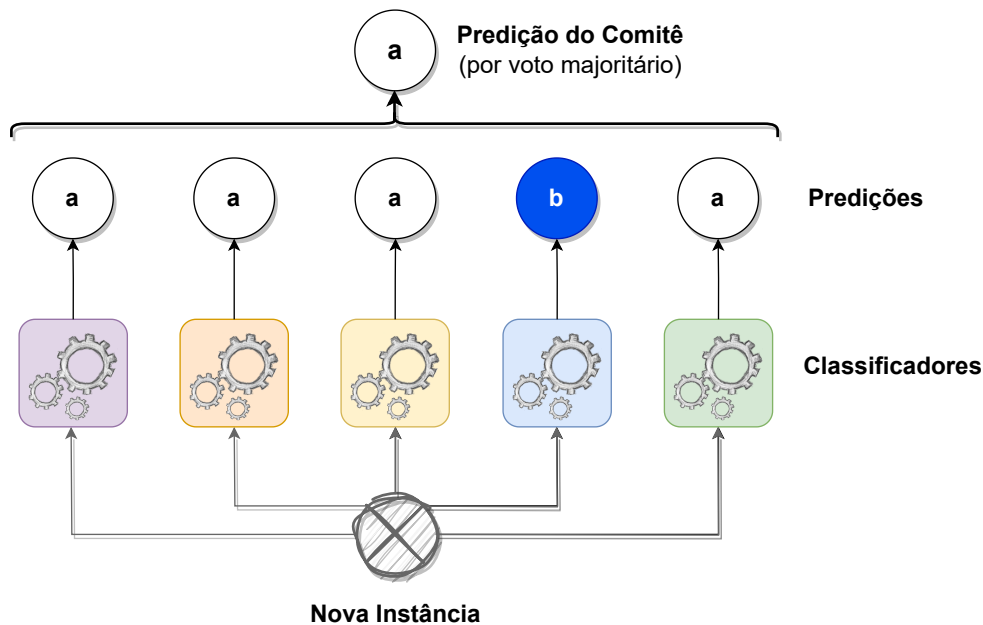 a
Predição do Comitê
(por voto majoritário)
a a a b a
Predições
Classificadores
Nova Instância